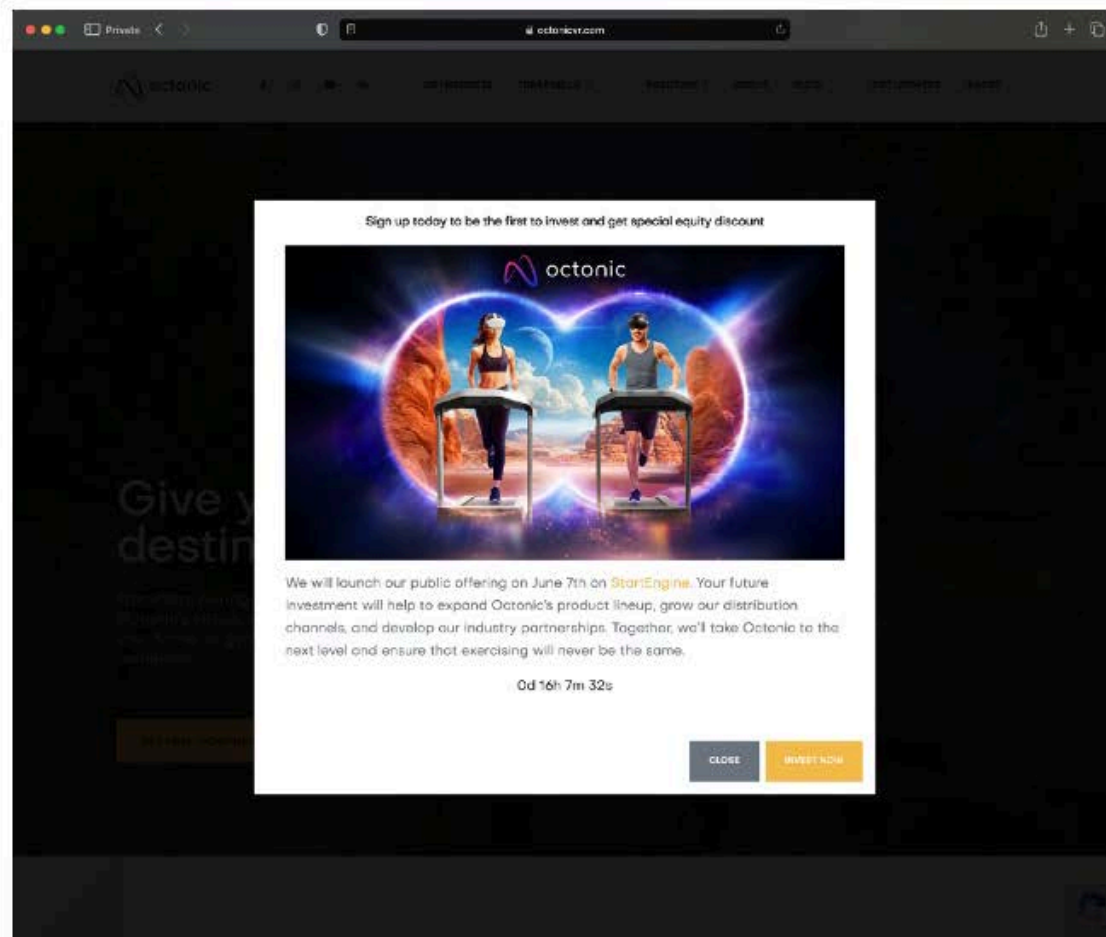 Private
octonicvr.com
octonic
Sign up today to be the first to invest and get special equity discount
octonic
We will launch our public offering on June 7th on StartEngine. Your future
investment will help to expand Octonic's product lineup, grow our distribution
channels, and develop our industry partnerships. Together, we'll take Octonic to the
next level and ensure that exercising will never be the same.
0d 16h 7m 32s
Give y
destin
CLOSE
INVEST NOW